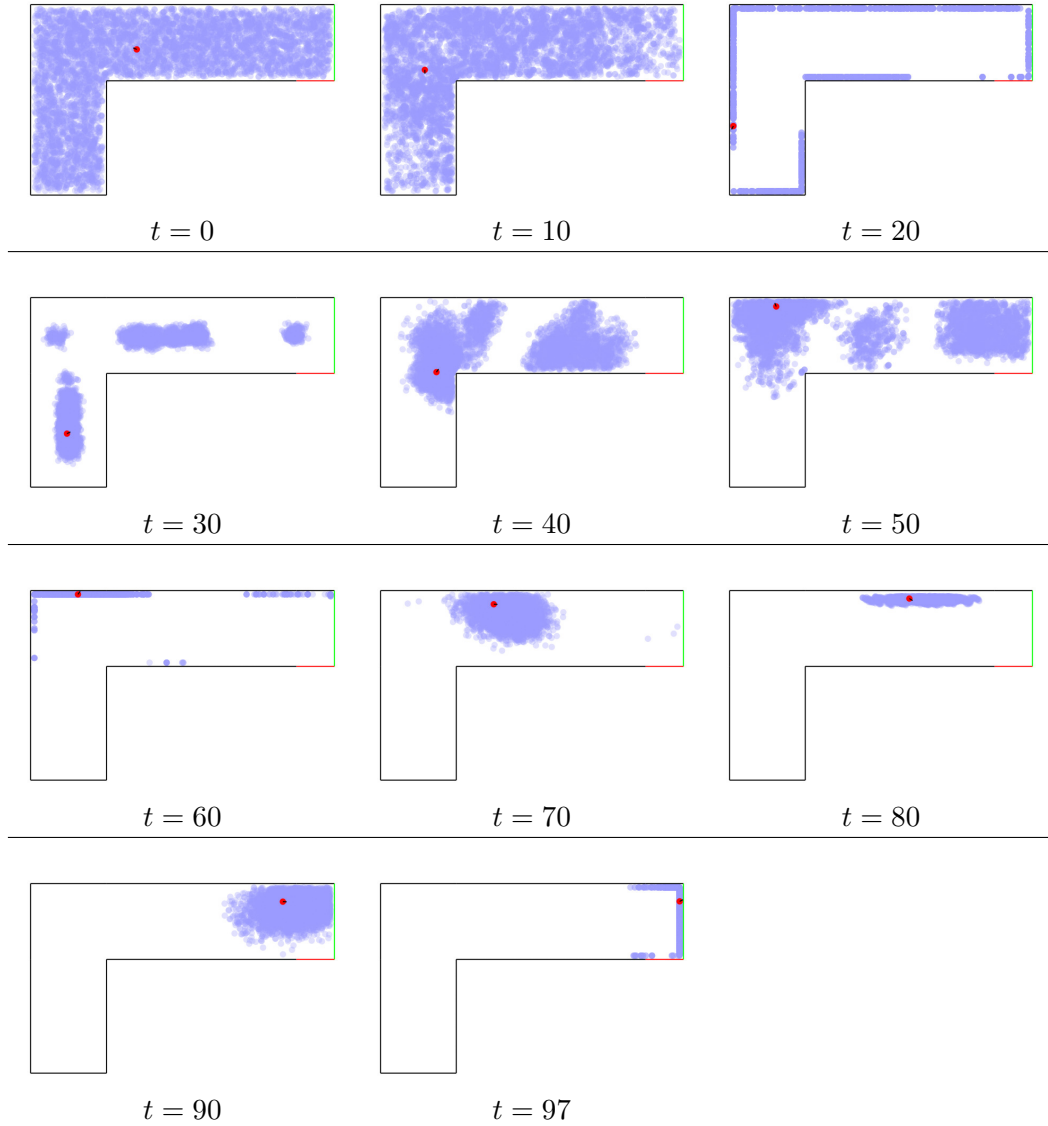 t = 0 t = 10 t = 20
t = 30 t = 40 t = 50
t = 60 t = 70 t = 80
t = 90 t = 97